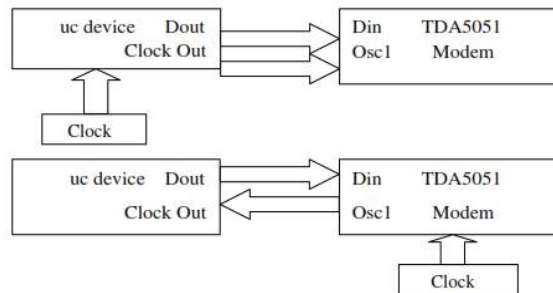 uc device Dout Din TDA5051
Clock Out Osc1 Modem
Clock
uc device Dout Din TDA5051
Clock Out Osc1 Modem
Clock